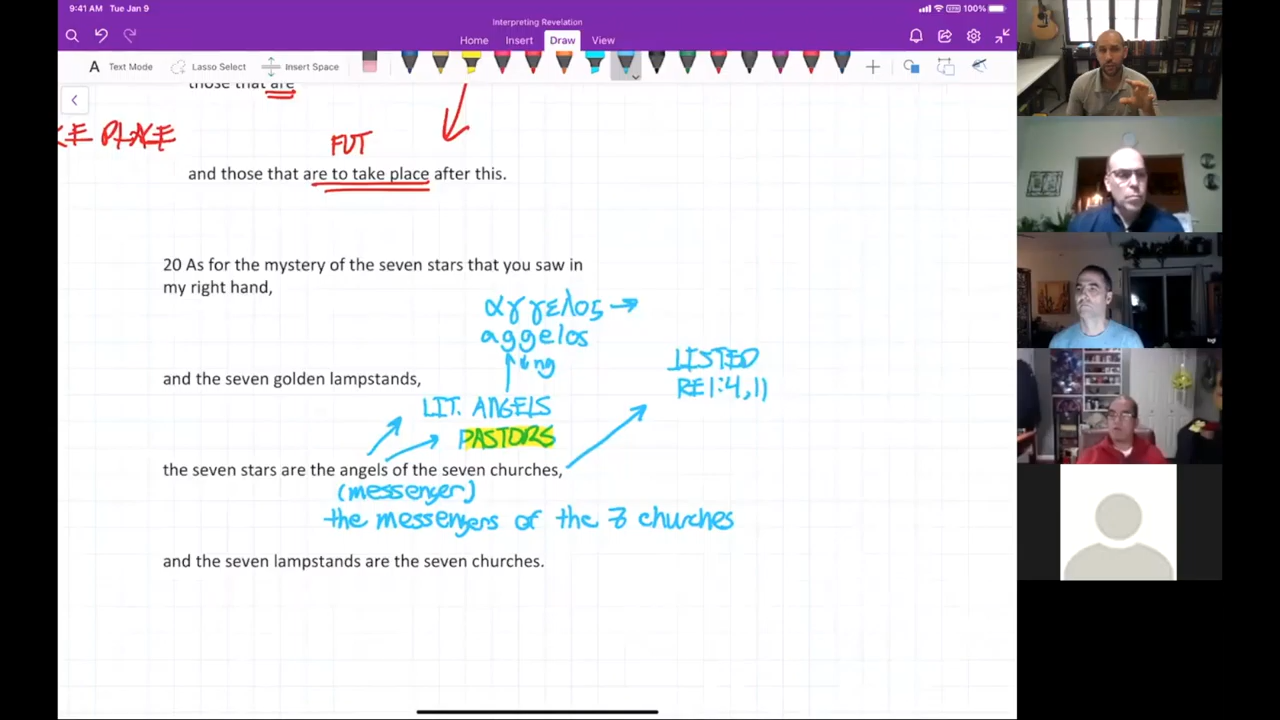 9:41 AM Tue Jan 9
100%
Interpreting Revelation
Home Insert Draw View
A Text Mode Lasso Select Insert Space
those that are
KE PLACE
FUT
and those that are to take place after this.
20 As for the mystery of the seven stars that you saw in
my right hand,
αγγελος →
aggelos
↓ng
LISTED
RE 1:4, 11
and the seven golden lampstands,
LIT. ANGELS
PASTORS
the seven stars are the angels of the seven churches,
(messenger)
the messengers of the 7 churches
and the seven lampstands are the seven churches.